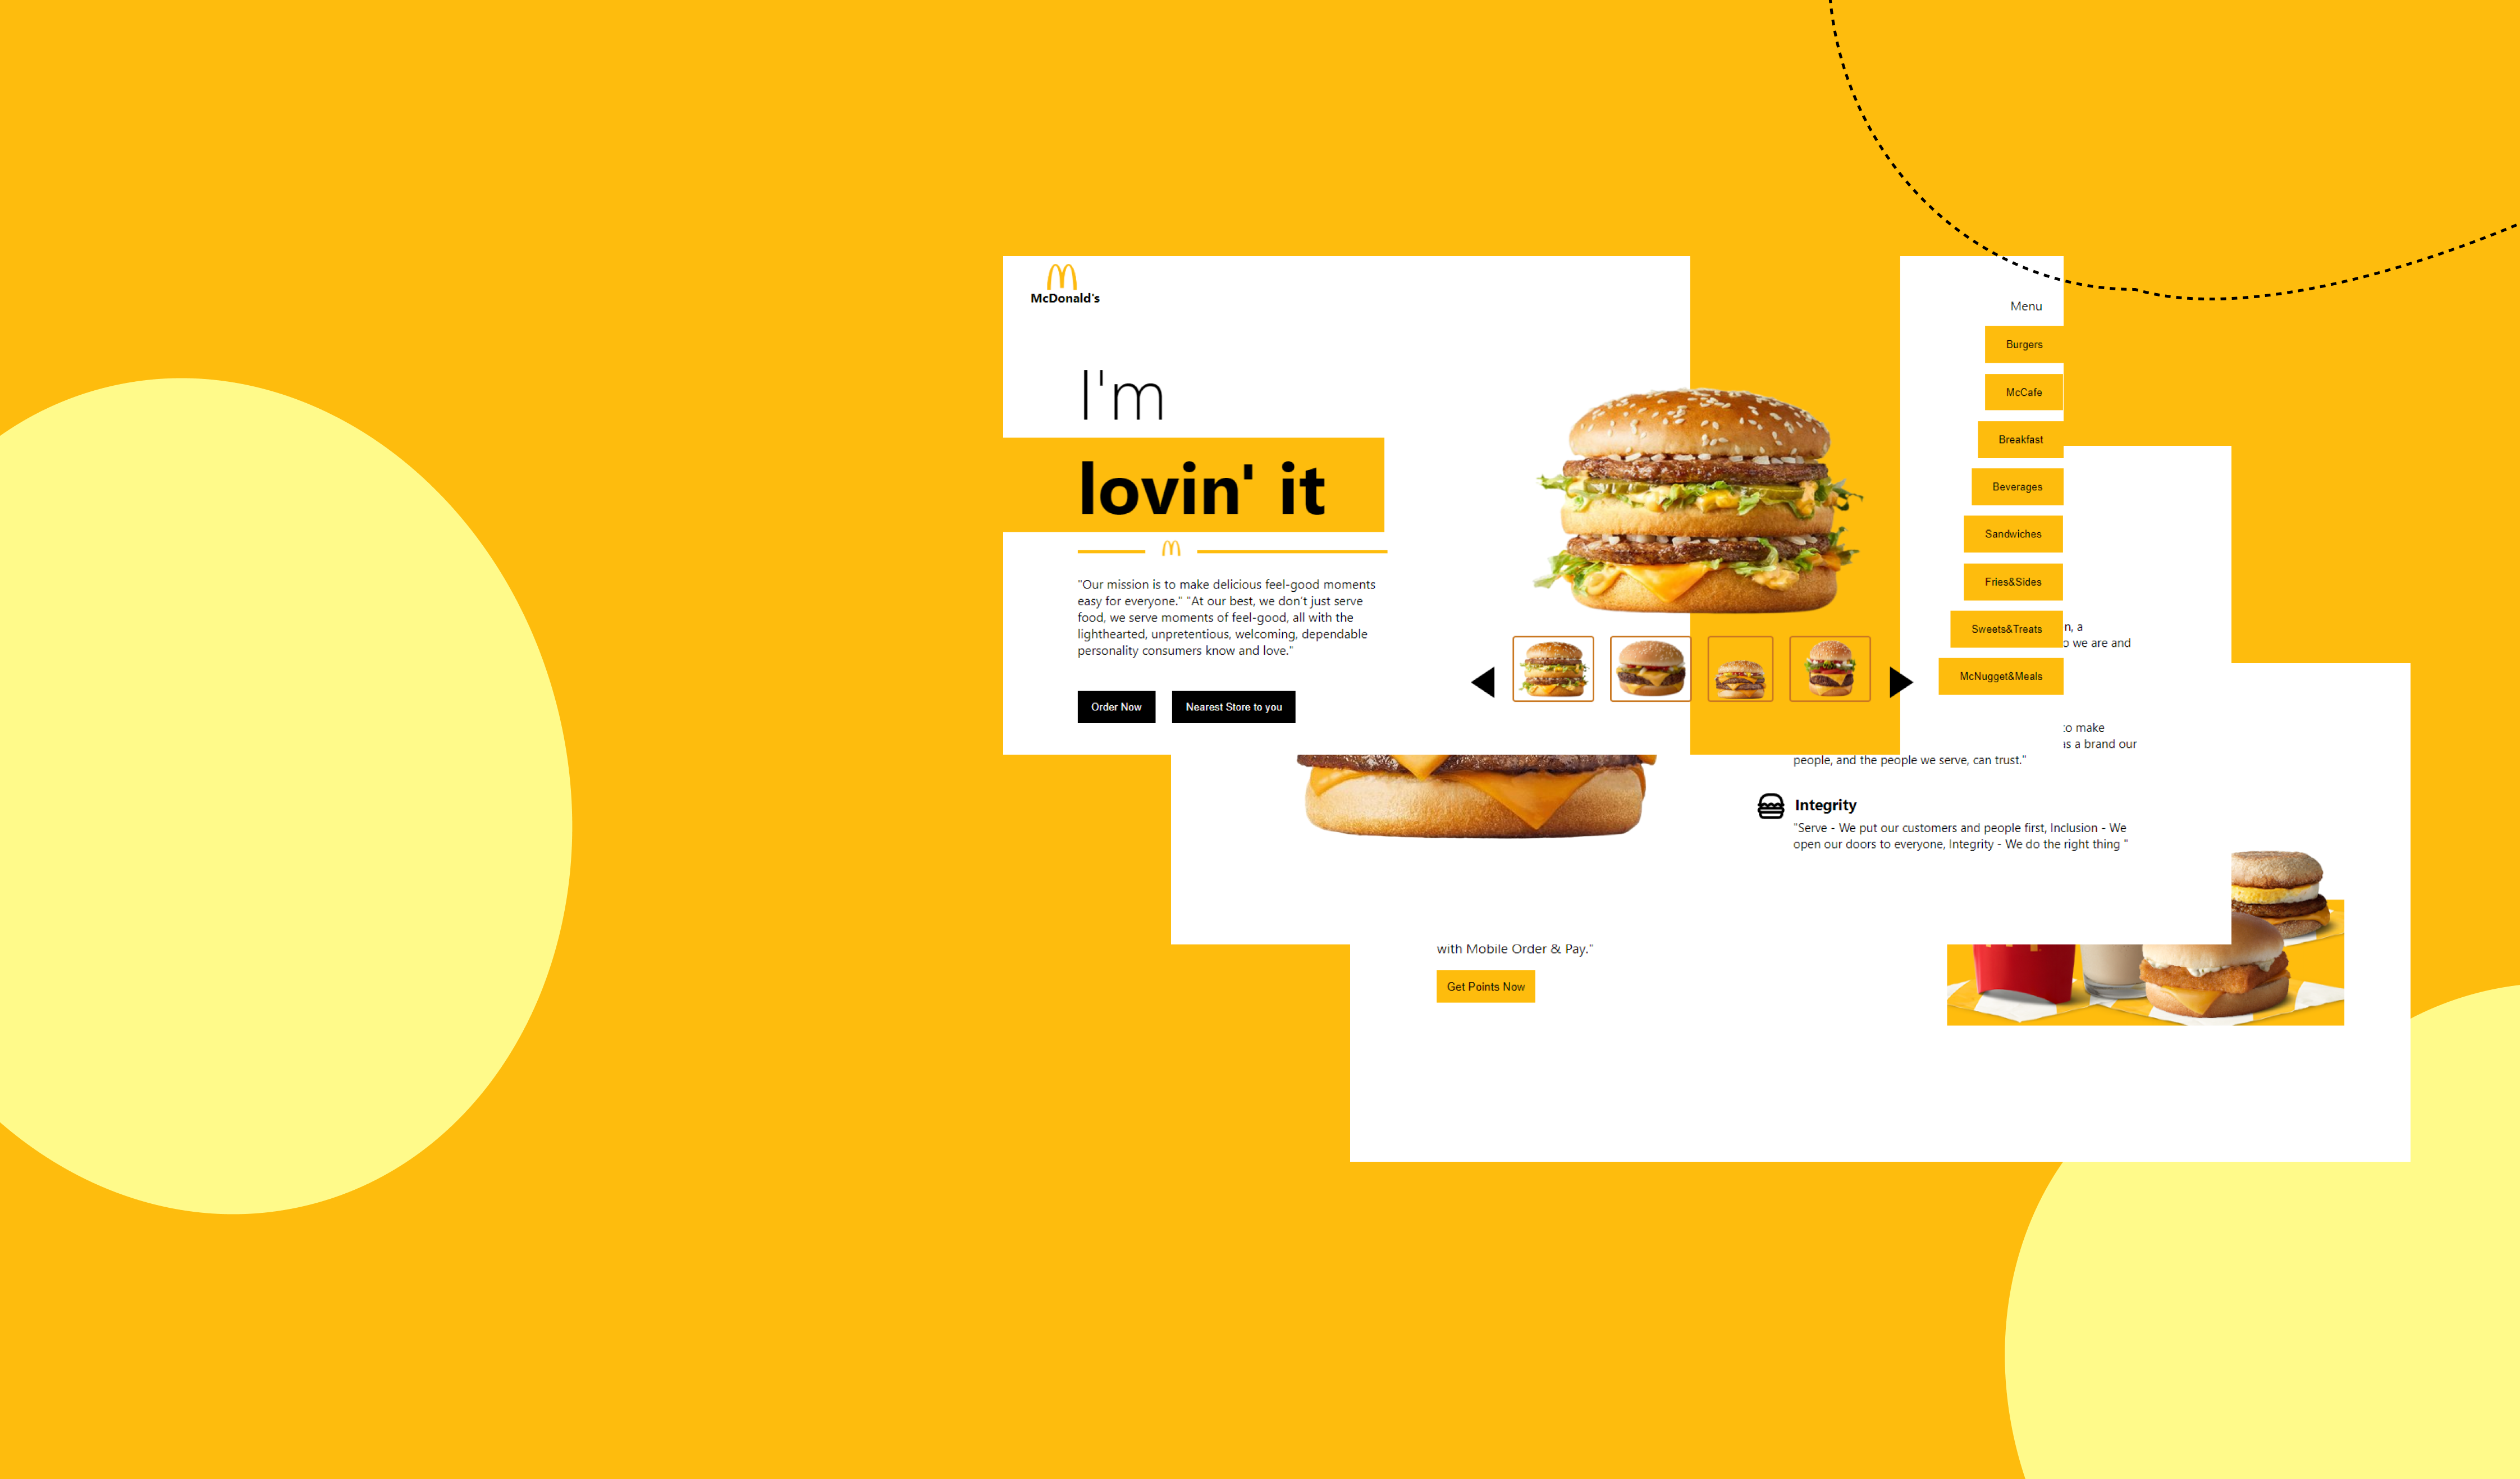 McDonald's
I'm
lovin' it
"Our mission is to make delicious feel-good moments
easy for everyone." "At our best, we don't just serve
food, we serve moments of feel-good, all with the
lighthearted, unpretentious, welcoming, dependable
personality consumers know and love."
Order Now
Nearest Store to you
Menu
Burgers
McCafe
Breakfast
Beverages
Sandwiches
Fries&Sides
Sweets&Treats
McNugget&Meals
a
we are and
to make
as a brand our
people, and the people we serve, can trust."
Integrity
"Serve - We put our customers and people first, Inclusion - We
open our doors to everyone, Integrity - We do the right thing "
with Mobile Order & Pay."
Get Points Now